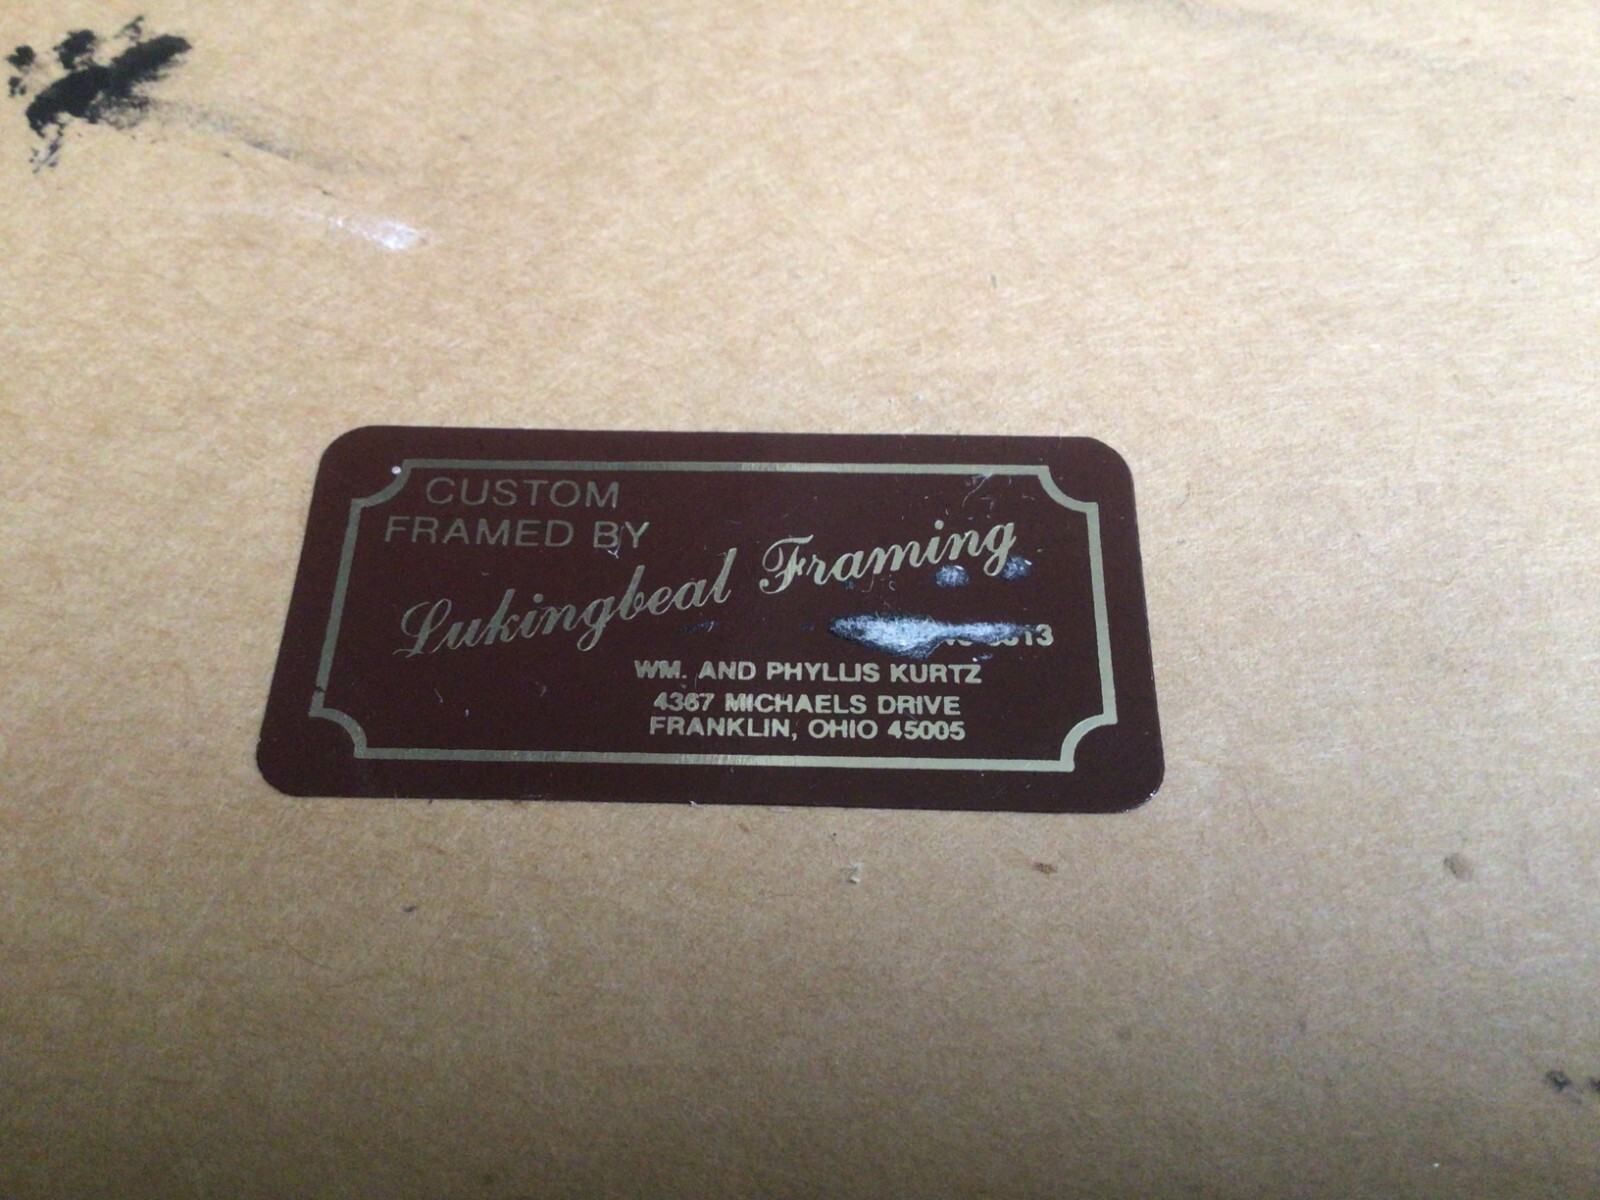 CUSTOM
FRAMED BY
Lukingbeal Framing
WM. AND PHYLLIS KURTZ
4367 MICHAELS DRIVE
FRANKLIN, OHIO 45005